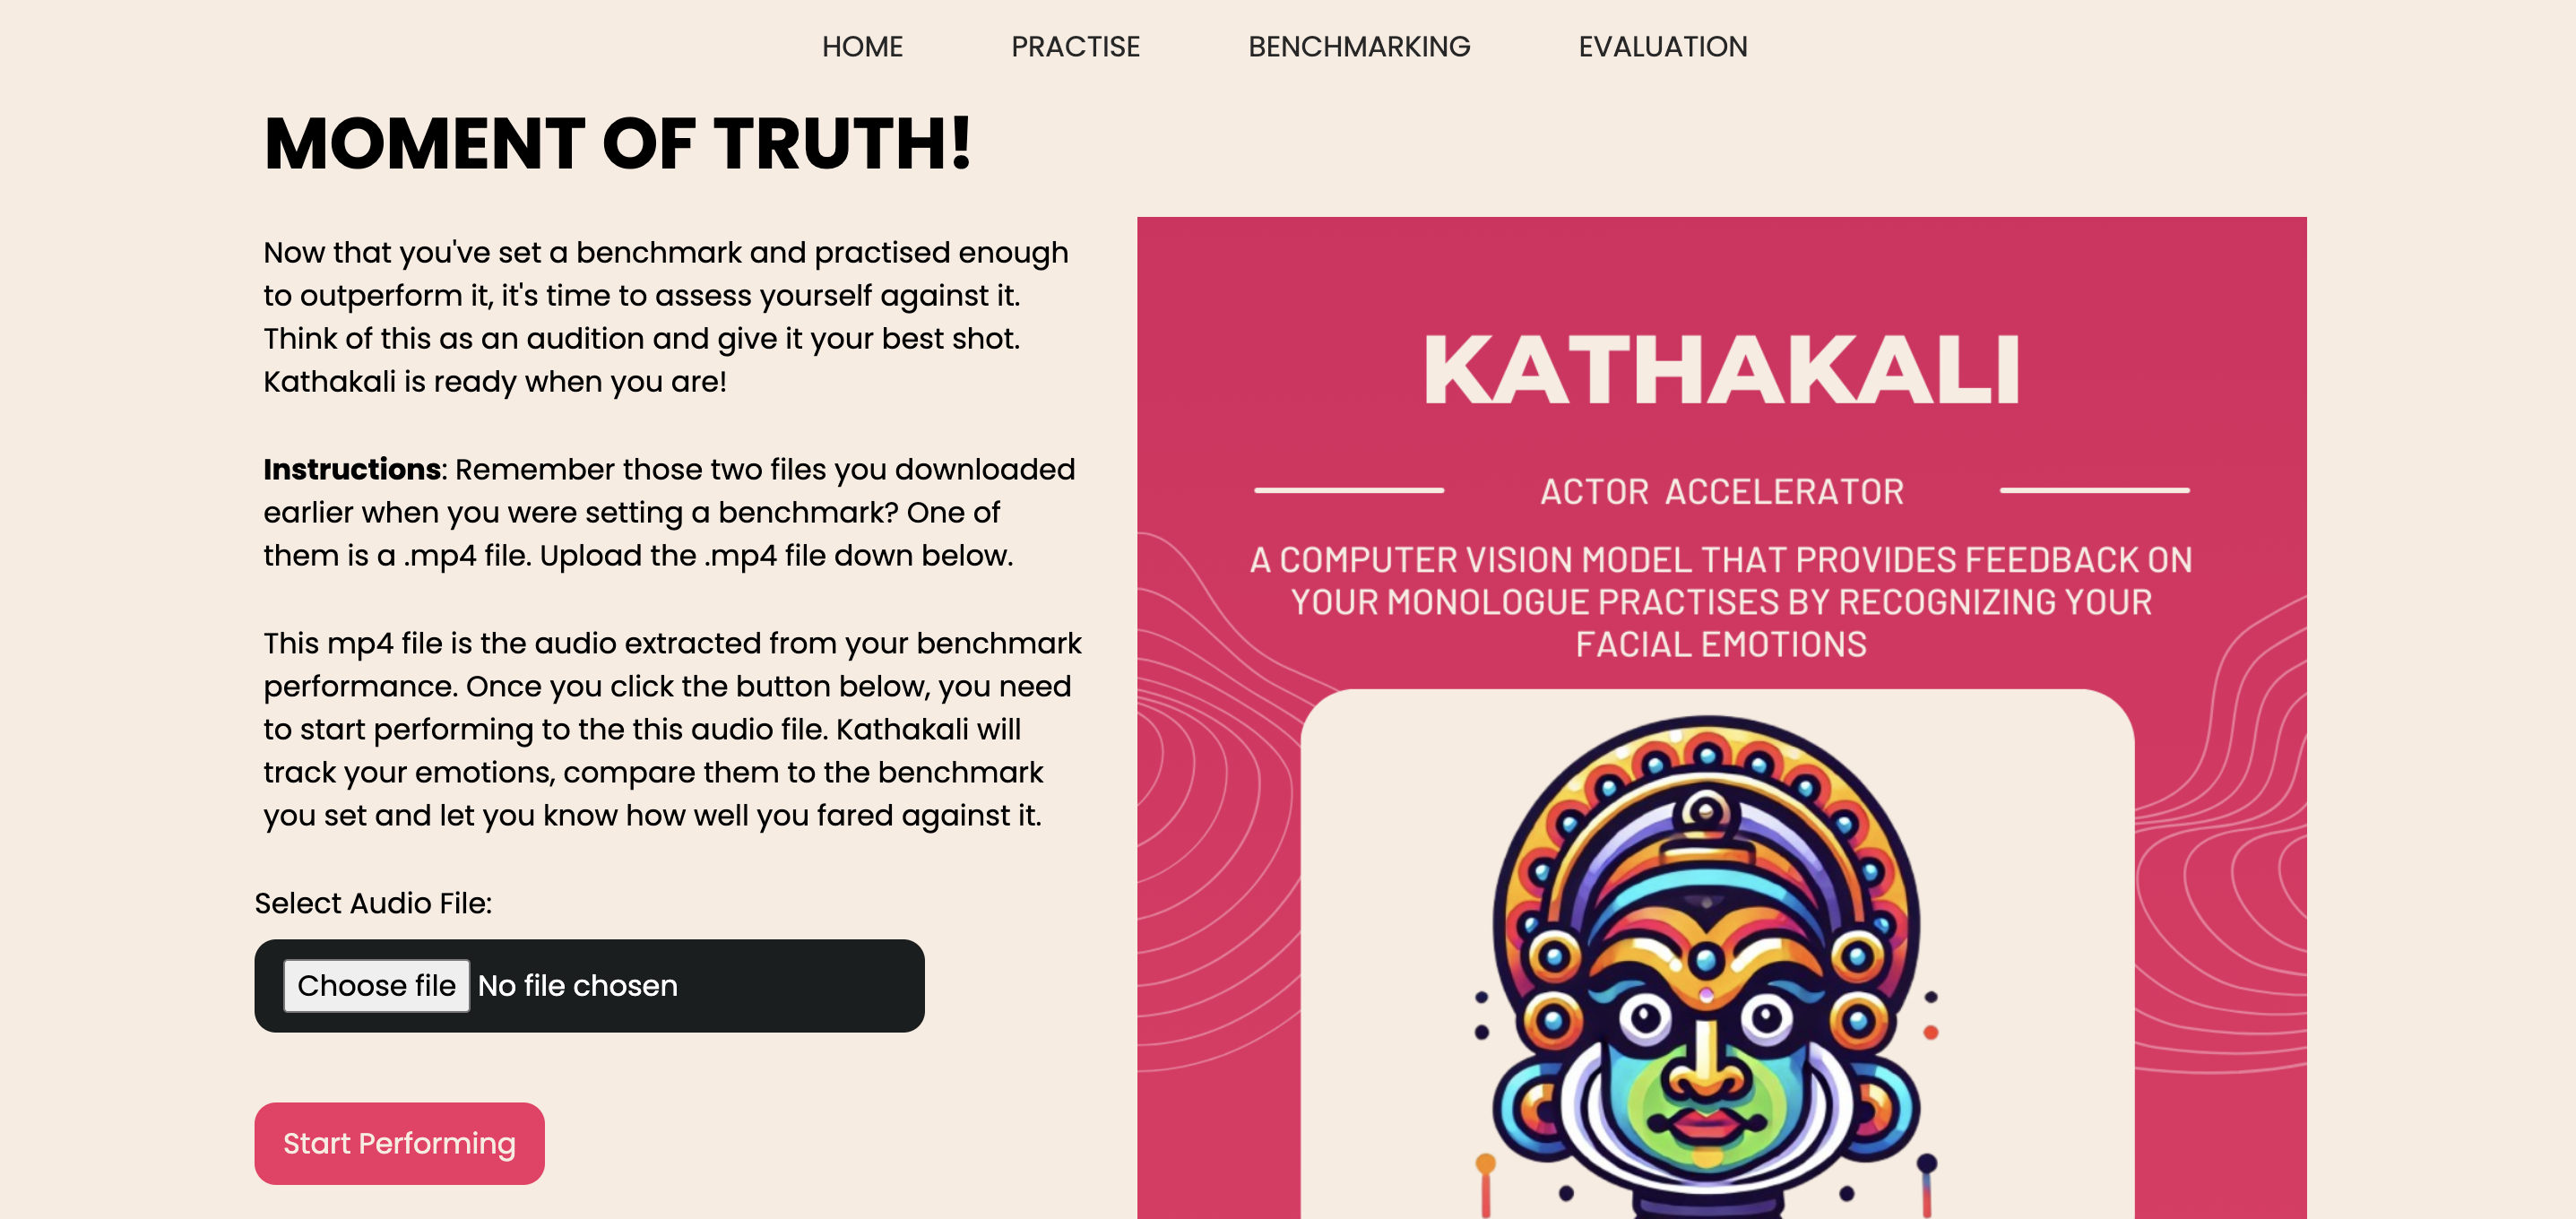 HOME PRACTISE BENCHMARKING EVALUATION
MOMENT OF TRUTH!
Now that you've set a benchmark and practised enough
to outperform it, it's time to assess yourself against it.
Think of this as an audition and give it your best shot.
Kathakali is ready when you are!
Instructions: Remember those two files you downloaded
earlier when you were setting a benchmark? One of
them is a .mp4 file. Upload the .mp4 file down below.
This mp4 file is the audio extracted from your benchmark
performance. Once you click the button below, you need
to start performing to the this audio file. Kathakali will
track your emotions, compare them to the benchmark
you set and let you know how well you fared against it.
Select Audio File:
Choose file No file chosen
Start Performing
KATHAKALI
ACTOR ACCELERATOR
A COMPUTER VISION MODEL THAT PROVIDES FEEDBACK ON
YOUR MONOLOGUE PRACTISES BY RECOGNIZING YOUR
FACIAL EMOTIONS